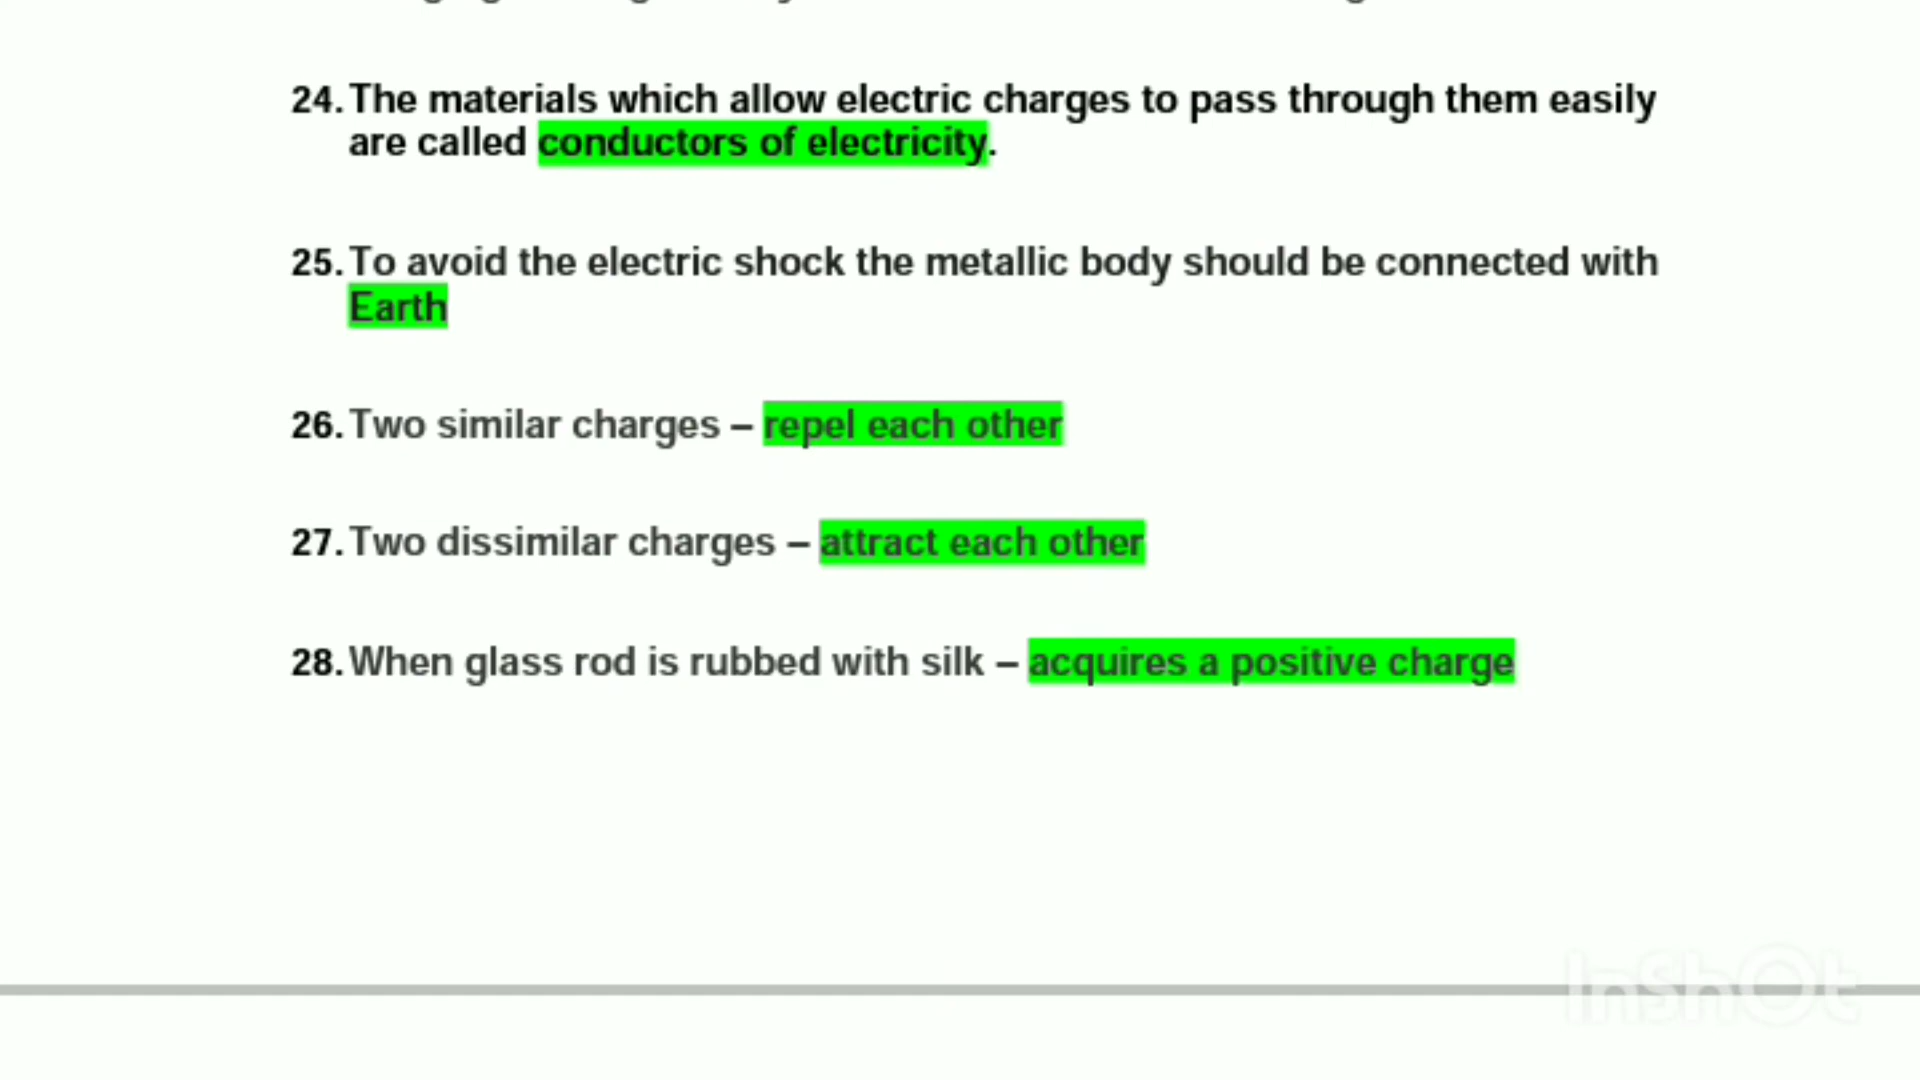 24. The materials which allow electric charges to pass through them easily
are called conductors of electricity.
25. To avoid the electric shock the metallic body should be connected with
Earth
26. Two similar charges – repel each other
27. Two dissimilar charges – attract each other
28. When glass rod is rubbed with silk – acquires a positive charge
InShOt